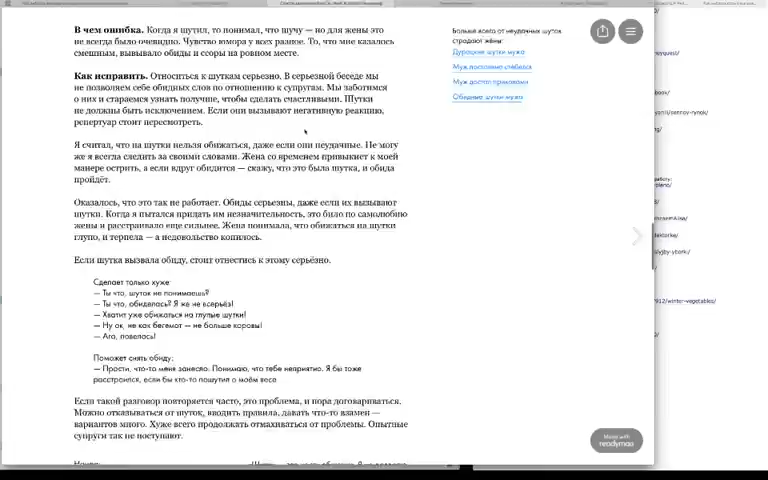 В чем ошибка. Когда я шутил, то понимал, что шучу — но для жены это
не всегда было очевидно. Чувство юмора у всех разное. То, что мне казалось
смешным, вызывало обиды и ссоры на ровном месте.
Как исправить. Относиться к шуткам серьезно. В серьезной беседе мы
не позволяем себе обидных слов по отношению к супругам. Мы заботимся
о них и стараемся узнать получше, чтобы сделать счастливыми. Шутки
не должны быть исключением. Если они вызывают негативную реакцию,
репертуар стоит пересмотреть.
Я считал, что на шутки нельзя обижаться, даже если они неудачные. Не могу
же я всегда следить за своими словами. Жена со временем привыкнет к моей
манере острить, а если вдруг обидится — скажу, что это была шутка, и обида
пройдёт.
Оказалось, что это так не работает. Обиды серьезны, даже если их вызывают
шутки. Когда я пытался придать им незначительность, это било по самолюбию
жены и расстраивало еще сильнее. Жена понимала, что обижаться на шутки
глупо, и терпела — а недовольство копилось.
Если шутка вызвала обиду, стоит отнестись к этому серьёзно.
Сделает только хуже:
— Ты что, шуток не понимаешь?
— Ты что, обиделась? Я же не всерьёз!
— Хватит уже обижаться на глупые шутки!
— Ну ок, не как бегемот — не больше коровы!
— Ага, повелась!
Поможет снять обиду:
— Прости, что-то меня занесло. Понимаю, что тебе неприятно. Я бы тоже
расстроился, если бы кто-то пошутил о моём весе
Если такой разговор повторяется часто, это проблема, и пора договариваться.
Можно отказываться от шуток, вводить правила, давать что-то взамен —
вариантов много. Хуже всего продолжать отмахиваться от проблемы. Опытные
супруги так не поступают.
Больше всего от неудачных шуток
страдают жёны:
Дурацкие шутки мужа
Муж постоянно стебется
Муж достал приколами
Обидные шутки мужа
Made with
readymag
/winter-vegetables/